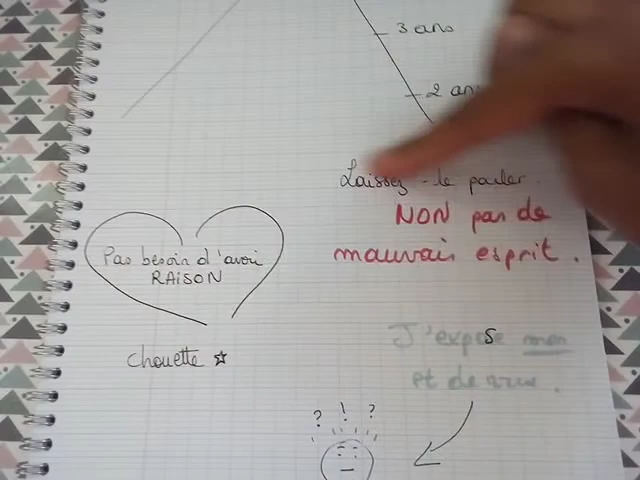 3 ans
2 ans
Laissez-le parler.
NON pas de
mauvais esprit.
Pas besoin d'avoir
RAISON
chouette ☆
J'expose mon
et de vue.
? ! ?